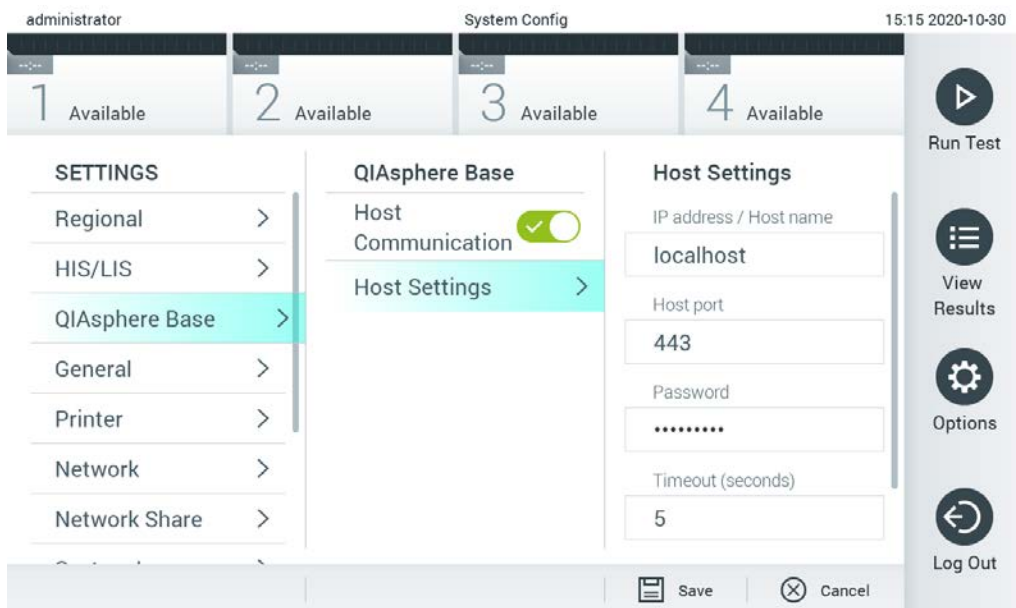 administrator
System Config
15:15 2020-10-30
--:--
--:--
--:--
--:--
1 Available
2 Available
3 Available
4 Available
Run Test
SETTINGS
Regional
HIS/LIS
QIAsphere Base
General
Printer
Network
Network Share
QIAsphere Base
Host
Communication
Host Settings
Host Settings
IP address / Host name
localhost
Host port
443
Password
•••••••••
Timeout (seconds)
5
View
Results
Options
Log Out
Save
Cancel